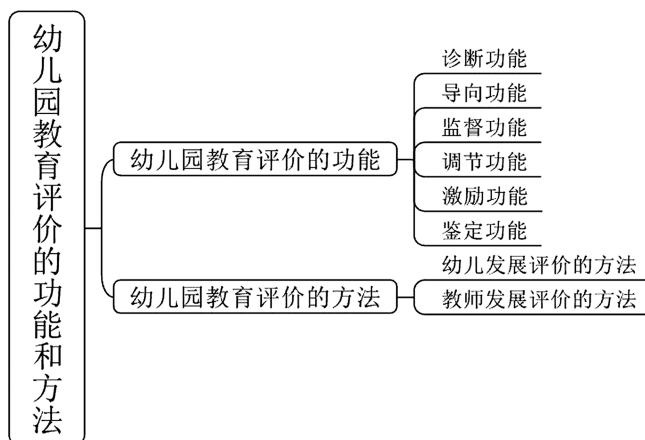 幼儿园教育评价的功能和方法
幼儿园教育评价的功能
诊断功能
导向功能
监督功能
调节功能
激励功能
鉴定功能
幼儿园教育评价的方法
幼儿发展评价的方法
教师发展评价的方法